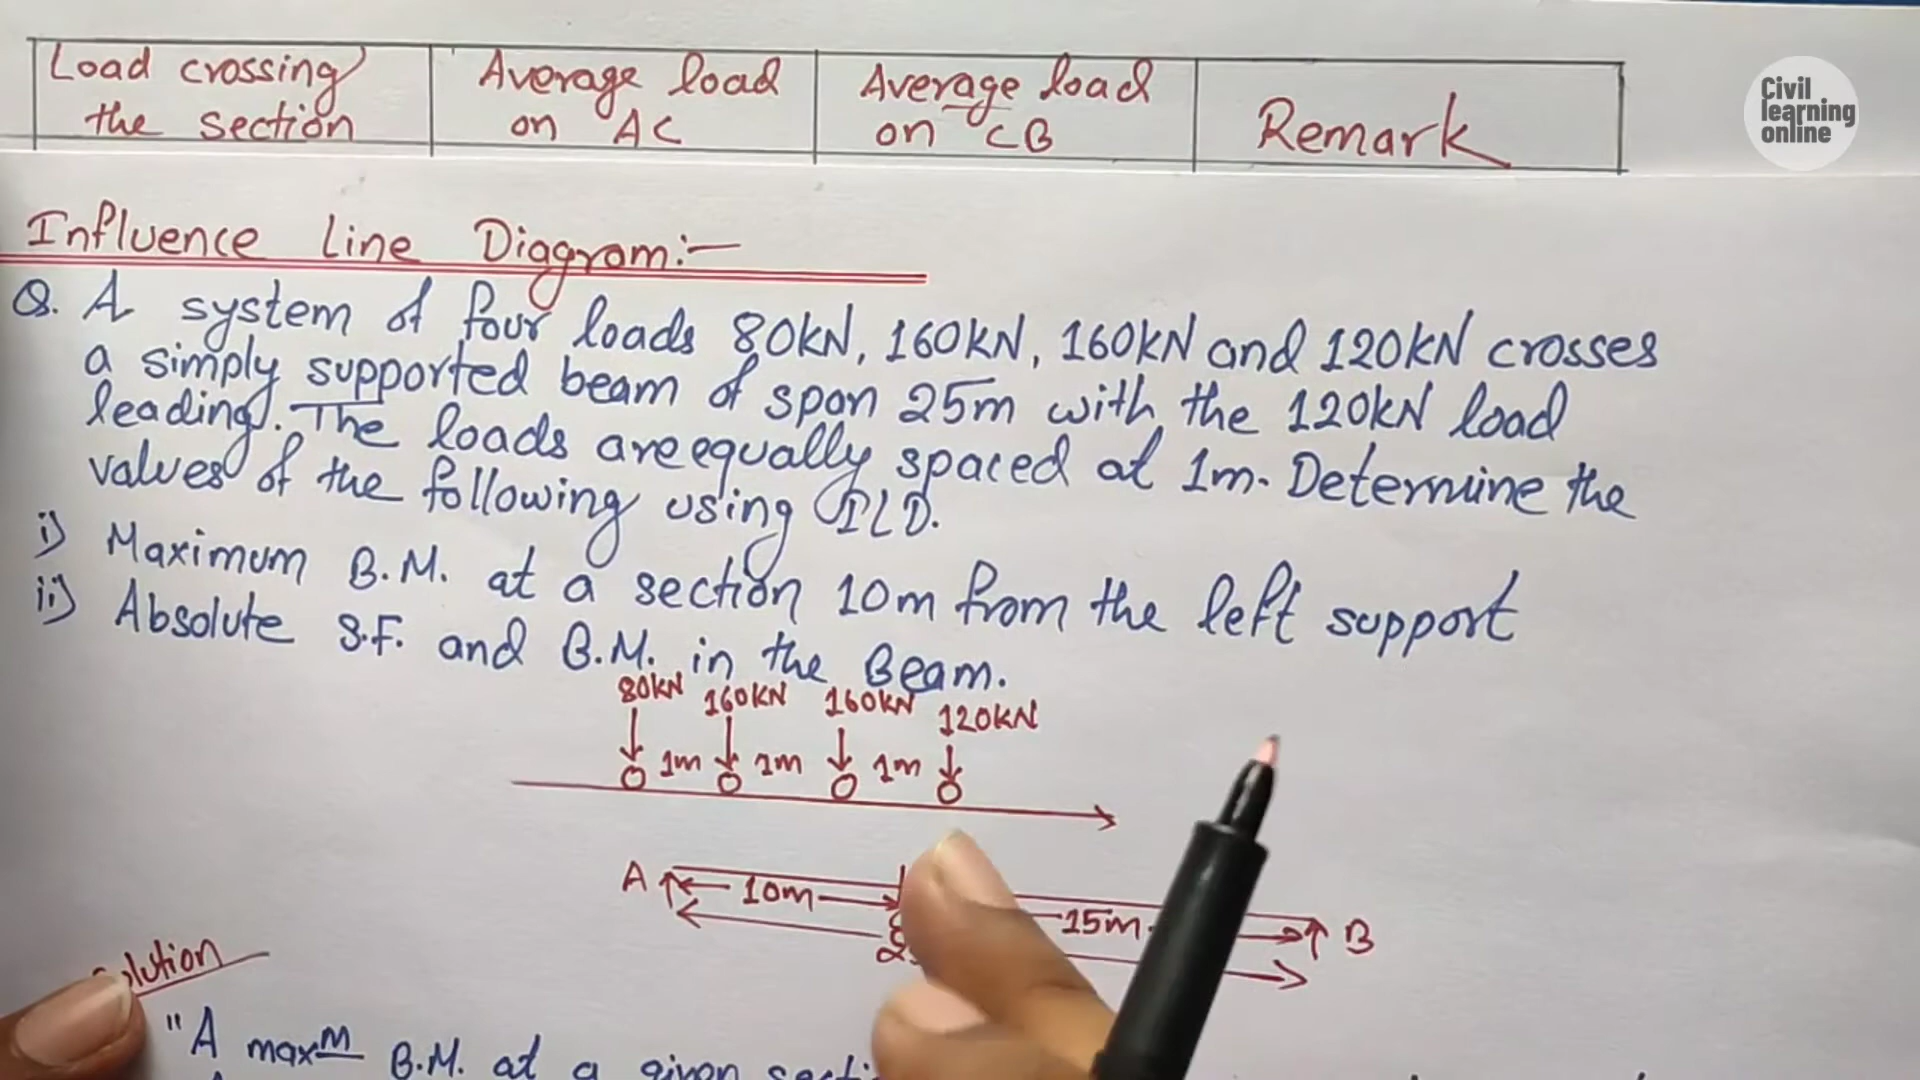 Load crossing the section
Average load on AC
Average load on CB
Remark
Civil learning online
Influence Line Diagram:-
Q. A system of four loads 80kN, 160kN, 160kN and 120kN crosses
a simply supported beam of span 25m with the 120kN load
leading. The loads are equally spaced at 1m. Determine the
values of the following using ILD.
i) Maximum B.M. at a section 10m from the left support
ii) Absolute S.F. and B.M. in the Beam.
80kN 160kN 160kN 120kN
1m 1m 1m
A 10m 15m B
"A maxm B.M. at a given